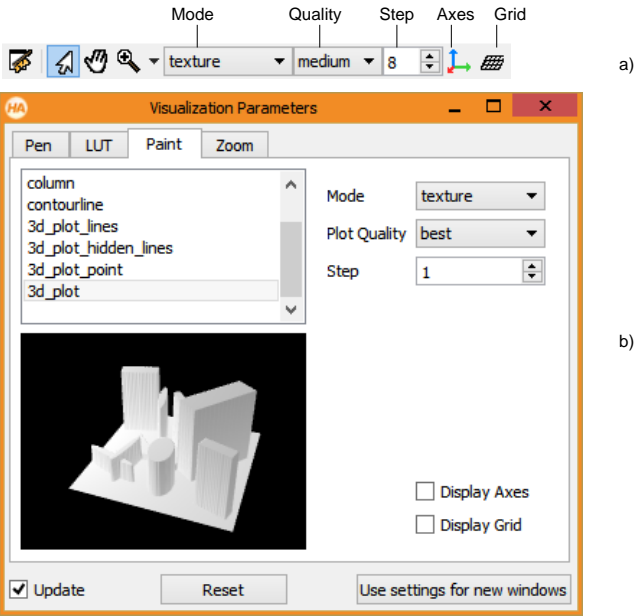 Mode Quality Step Axes Grid
texture medium 8
a)
HA Visualization Parameters
Pen LUT Paint Zoom
column
contourline
3d_plot_lines
3d_plot_hidden_lines
3d_plot_point
3d_plot
Mode texture
Plot Quality best
Step 1
b)
Display Axes
Display Grid
Update Reset Use settings for new windows